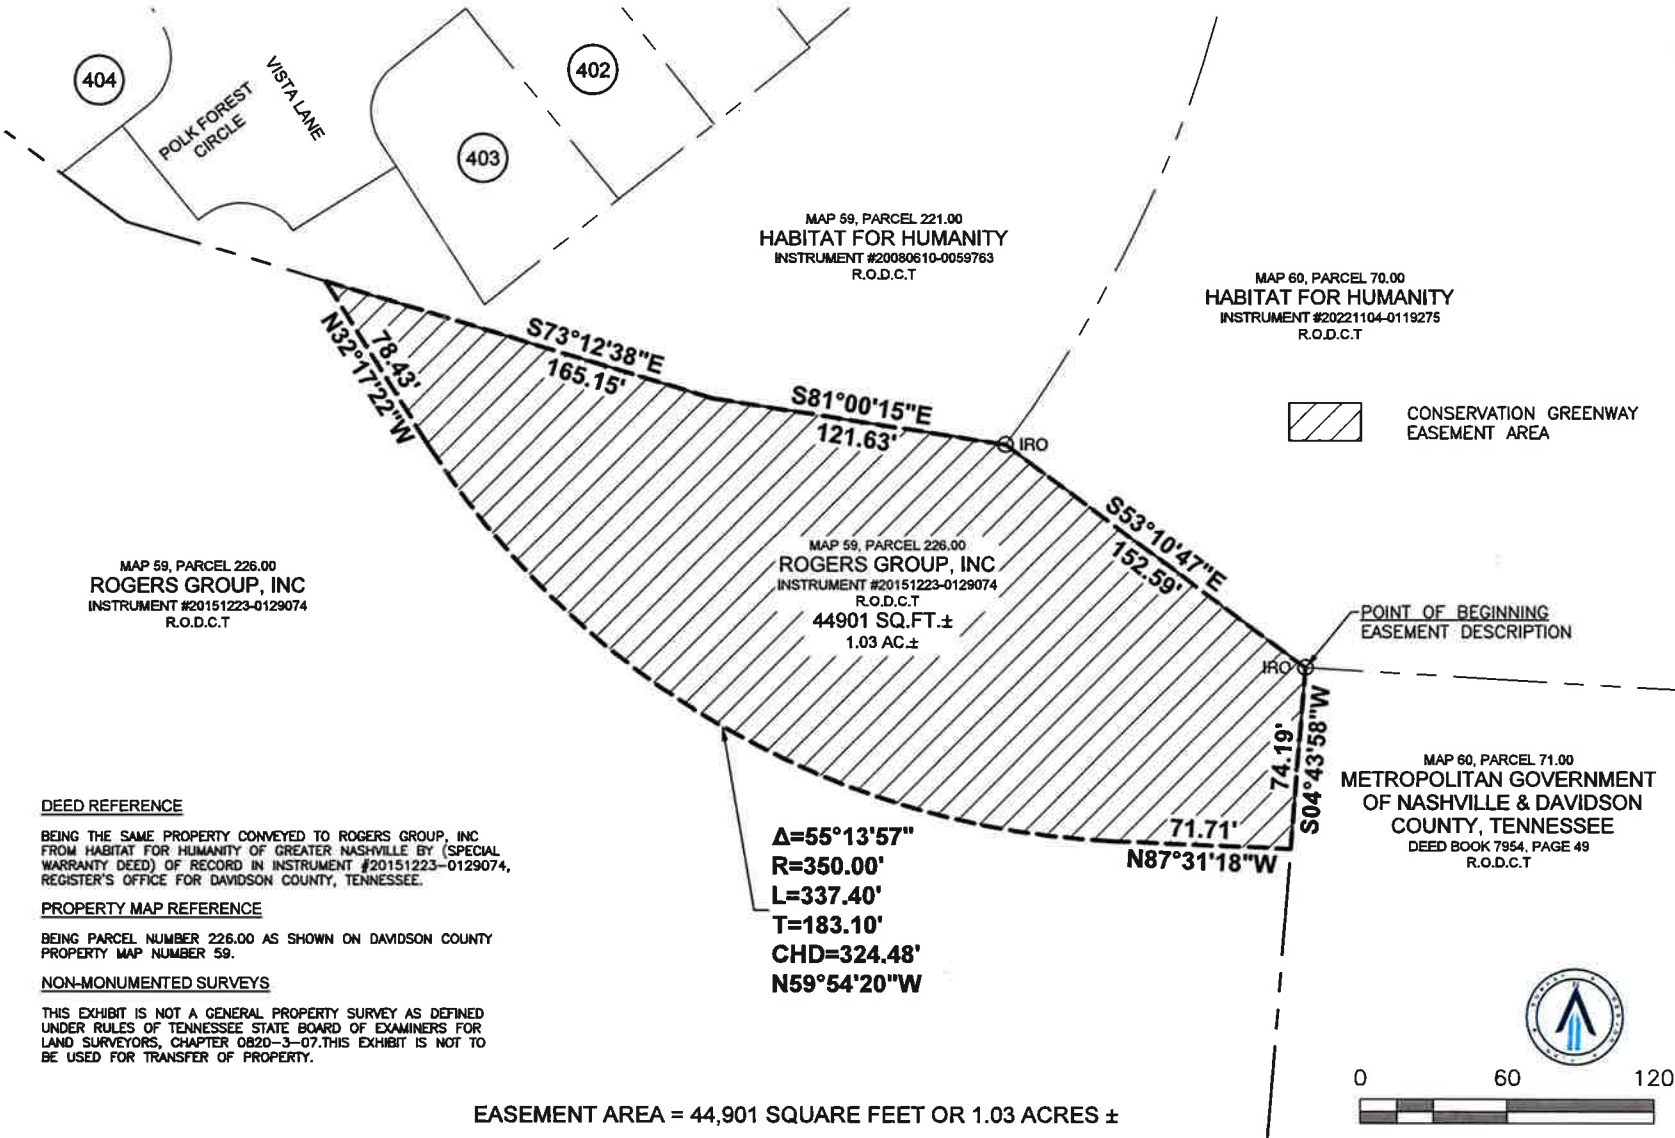 404
POLK FOREST
CIRCLE
VISTA LANE
402
403
MAP 59, PARCEL 221.00
HABITAT FOR HUMANITY
INSTRUMENT #20080610-0059763
R.O.D.C.T
MAP 60, PARCEL 70.00
HABITAT FOR HUMANITY
INSTRUMENT #20221104-0119275
R.O.D.C.T
S73°12'38"E
165.15'
78.43'
N32°17'22"W
S81°00'15"E
121.63'
IRO
CONSERVATION GREENWAY
EASEMENT AREA
S53°10'47"E
152.59'
MAP 59, PARCEL 226.00
ROGERS GROUP, INC
INSTRUMENT #20151223-0129074
R.O.D.C.T
MAP 59, PARCEL 226.00
ROGERS GROUP, INC
INSTRUMENT #20151223-0129074
R.O.D.C.T
44901 SQ.FT.±
1.03 AC.±
POINT OF BEGINNING
EASEMENT DESCRIPTION
IRO
74.19'
S04°43'58"W
MAP 60, PARCEL 71.00
METROPOLITAN GOVERNMENT
OF NASHVILLE & DAVIDSON
COUNTY, TENNESSEE
DEED BOOK 7954, PAGE 49
R.O.D.C.T
71.71'
N87°31'18"W
Δ=55°13'57"
R=350.00'
L=337.40'
T=183.10'
CHD=324.48'
N59°54'20"W
DEED REFERENCE
BEING THE SAME PROPERTY CONVEYED TO ROGERS GROUP, INC
FROM HABITAT FOR HUMANITY OF GREATER NASHVILLE BY (SPECIAL
WARRANTY DEED) OF RECORD IN INSTRUMENT #20151223-0129074,
REGISTER'S OFFICE FOR DAVIDSON COUNTY, TENNESSEE.
PROPERTY MAP REFERENCE
BEING PARCEL NUMBER 226.00 AS SHOWN ON DAVIDSON COUNTY
PROPERTY MAP NUMBER 59.
NON-MONUMENTED SURVEYS
THIS EXHIBIT IS NOT A GENERAL PROPERTY SURVEY AS DEFINED
UNDER RULES OF TENNESSEE STATE BOARD OF EXAMINERS FOR
LAND SURVEYORS, CHAPTER 0820-3-07.THIS EXHIBIT IS NOT TO
BE USED FOR TRANSFER OF PROPERTY.
0 60 120
EASEMENT AREA = 44,901 SQUARE FEET OR 1.03 ACRES ±